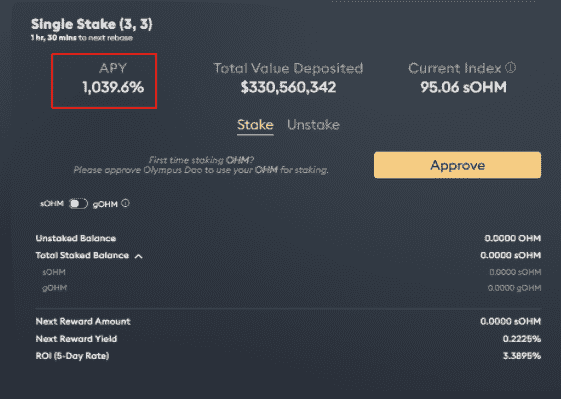 Single Stake (3, 3)
1 hr, 30 mins to next rebase
APY Total Value Deposited Current Index
1,039.6% $330,560,342 95.06 sOHM
Stake Unstake
First time staking OHM?
Please approve Olympus Dao to use your OHM for staking.
Approve
sOHM gOHM
Unstaked Balance 0.0000 OHM
Total Staked Balance 0.0000 sOHM
sOHM 0.0000 sOHM
gOHM 0.0000 gOHM
Next Reward Amount 0.0000 sOHM
Next Reward Yield 0.2225%
ROI (5-Day Rate) 3.3895%